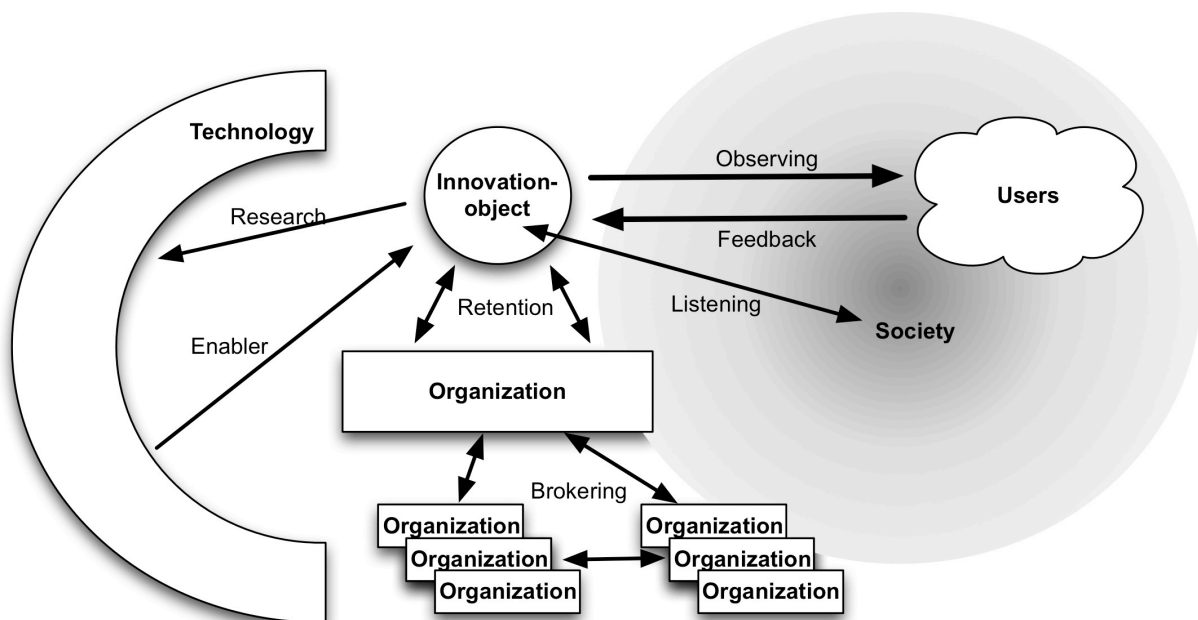 Technology
Innovation-
object
Observing
Users
Research
Feedback
Listening
Retention
Society
Enabler
Organization
Brokering
Organization
Organization
Organization
Organization
Organization
Organization